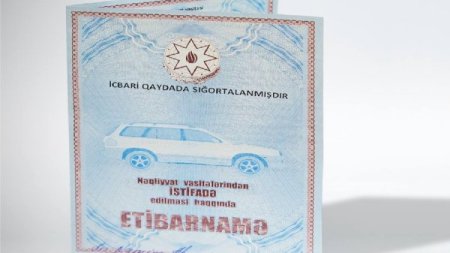 İCBARİ QAYDADA SIĞORTALANMIŞDIR
Nəqliyyat vasitələrindən
İSTİFADƏ
edilməsi haqqında
ETİBARNAMƏ